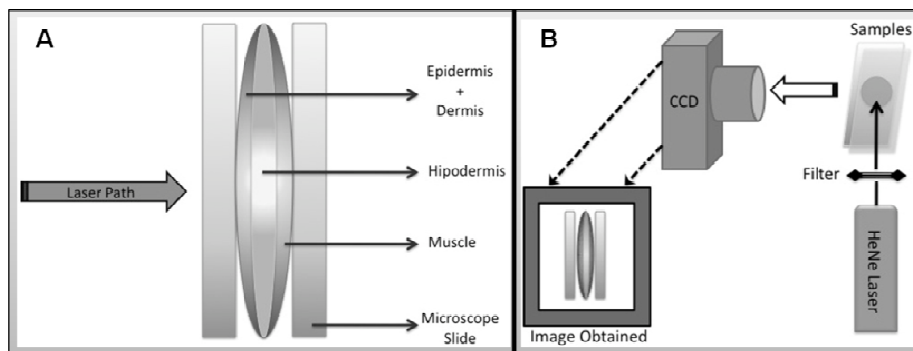 A
Laser Path
Epidermis
+
Dermis
Hipodermis
Muscle
Microscope
Slide
B
CCD
Samples
Filter
HeNe Laser
Image Obtained